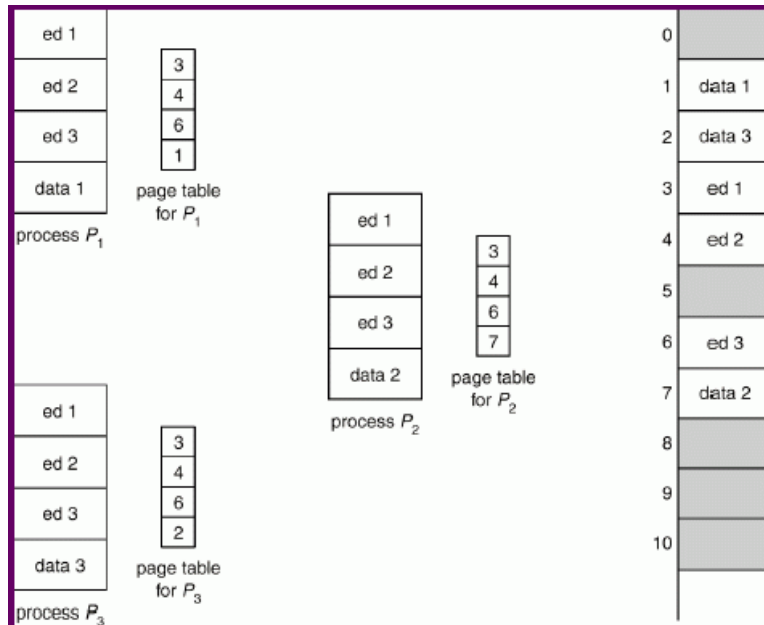 ed 1
ed 2
ed 3
data 1
process P1
3
4
6
1
page table
for P1
ed 1
ed 2
ed 3
data 2
process P2
3
4
6
7
page table
for P2
ed 1
ed 2
ed 3
data 3
process P3
3
4
6
2
page table
for P3
0
1 data 1
2 data 3
3 ed 1
4 ed 2
5
6 ed 3
7 data 2
8
9
10